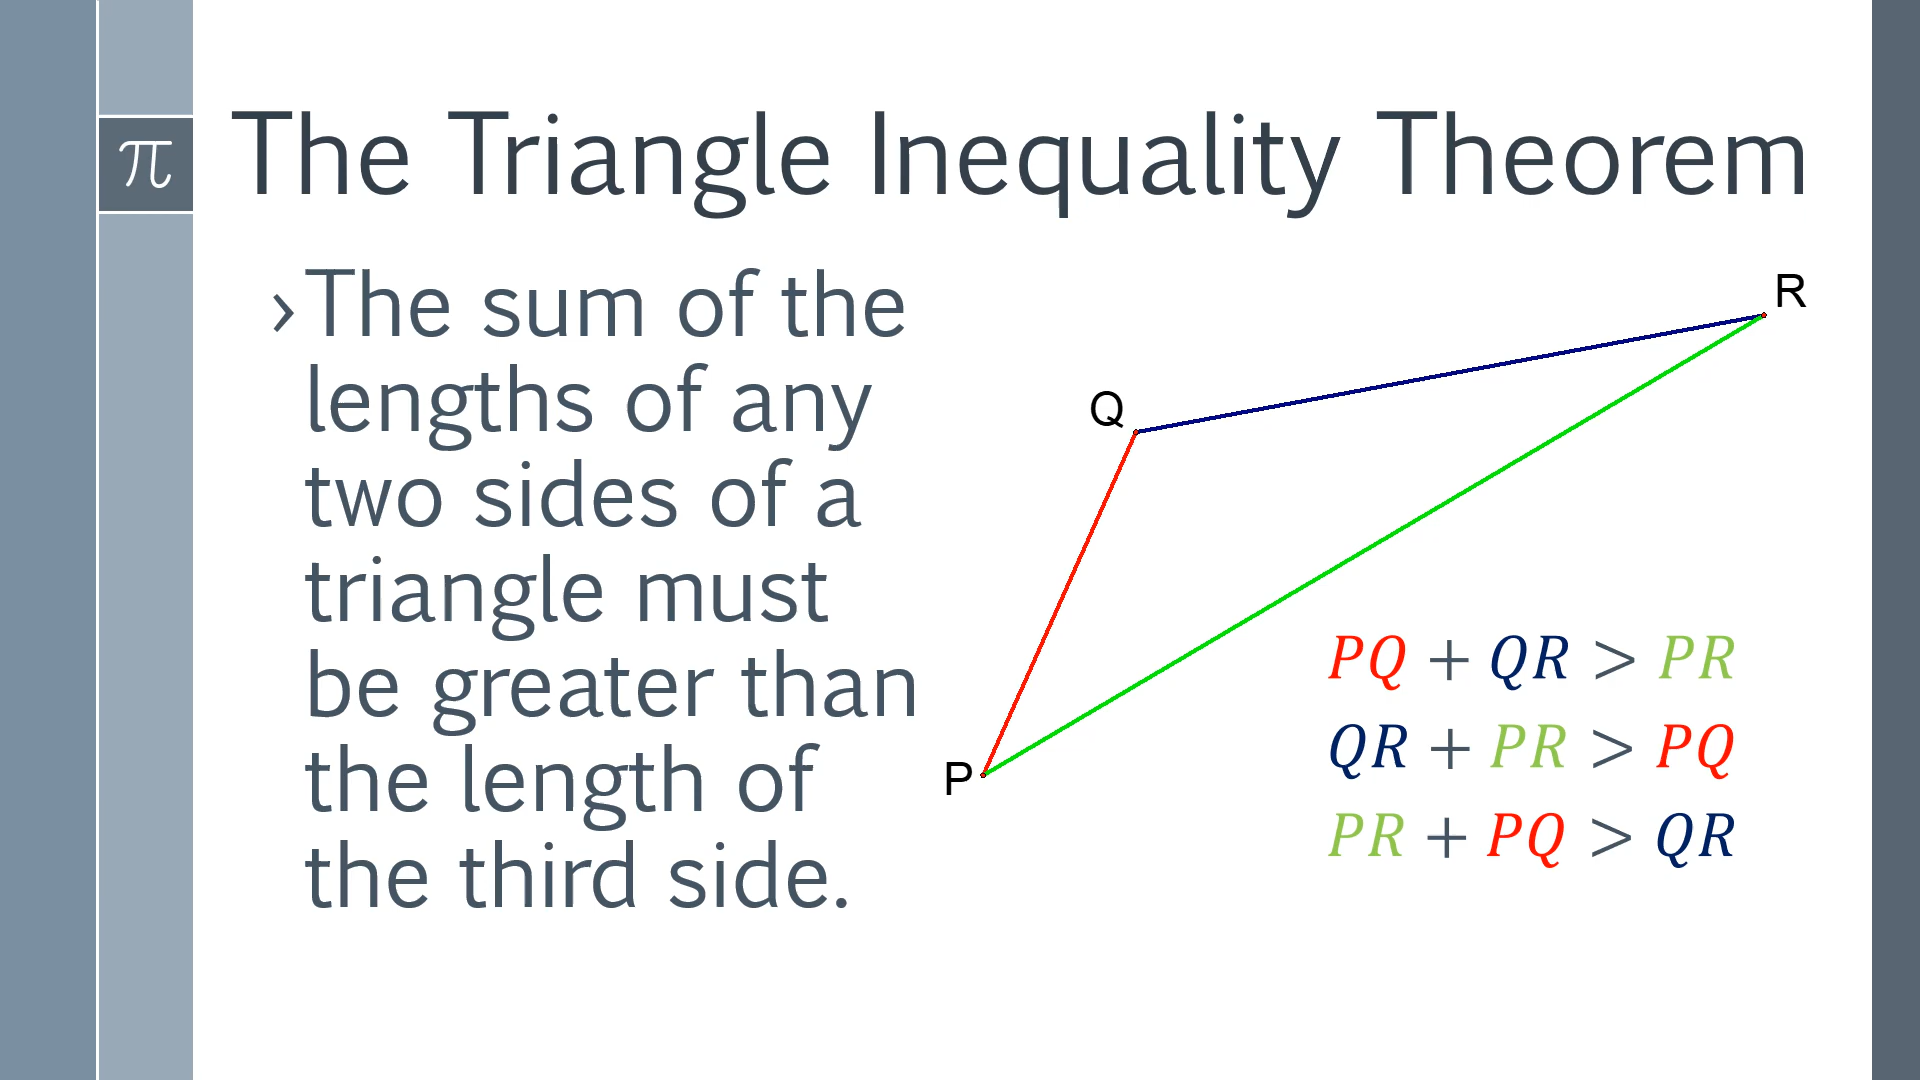 π
The Triangle Inequality Theorem
›The sum of the
lengths of any
two sides of a
triangle must
be greater than
the length of
the third side.
R
Q
P
PQ + QR > PR
QR + PR > PQ
PR + PQ > QR